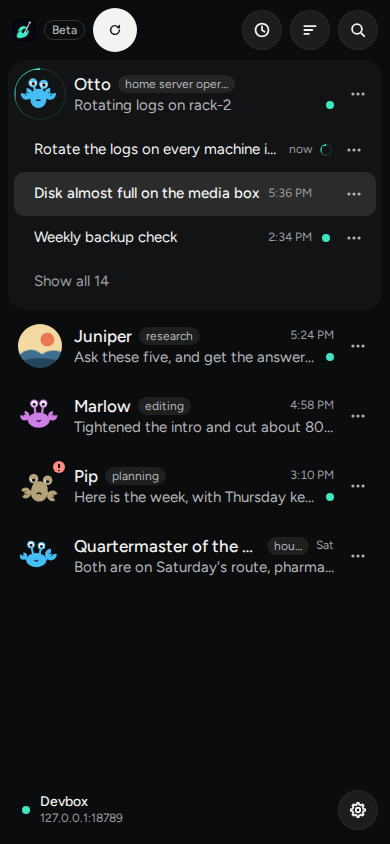 Beta
Otto home server oper...
Rotating logs on rack-2
Rotate the logs on every machine i... now
Disk almost full on the media box 5:36 PM
Weekly backup check 2:34 PM
Show all 14
Juniper research 5:24 PM
Ask these five, and get the answer...
Marlow editing 4:58 PM
Tightened the intro and cut about 80...
Pip planning 3:10 PM
Here is the week, with Thursday ke...
Quartermaster of the ... hou... Sat
Both are on Saturday's route, pharma...
Devbox
127.0.0.1:18789